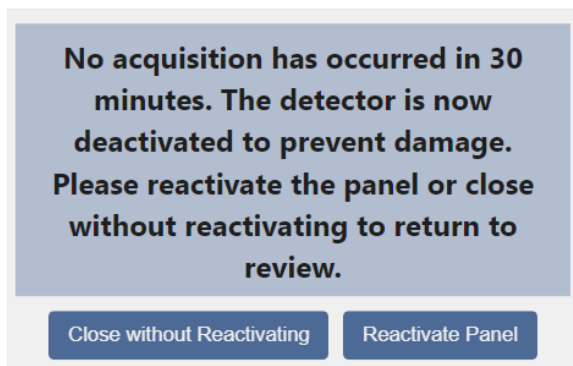 No acquisition has occurred in 30
minutes. The detector is now
deactivated to prevent damage.
Please reactivate the panel or close
without reactivating to return to
review.
Close without Reactivating
Reactivate Panel